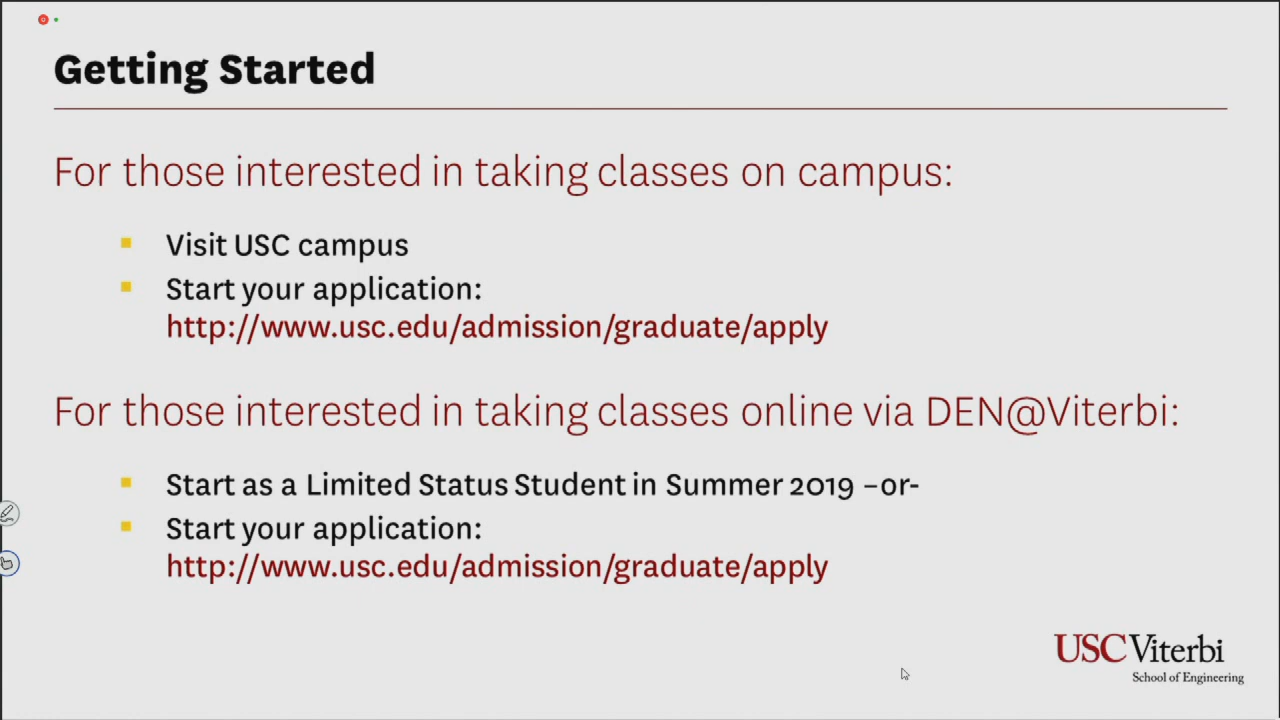 Getting Started
For those interested in taking classes on campus:
Visit USC campus
Start your application:
http://www.usc.edu/admission/graduate/apply
For those interested in taking classes online via DEN@Viterbi:
Start as a Limited Status Student in Summer 2019 –or-
Start your application:
http://www.usc.edu/admission/graduate/apply
USC Viterbi
School of Engineering